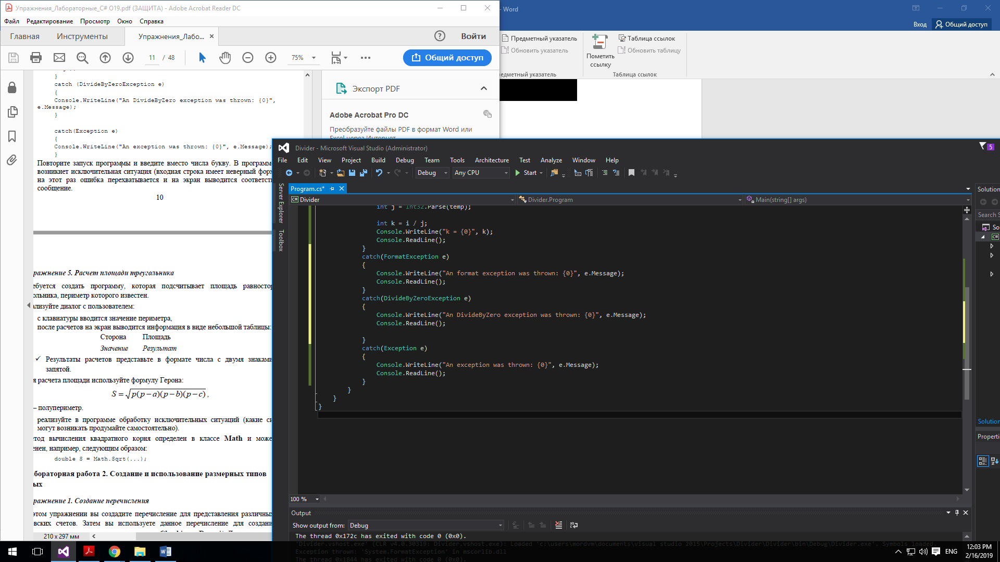 Упражнения_Лабораторные_C# О19.pdf (ЗАЩИТА) - Adobe Acrobat Reader DC
Файл Редактирование Просмотр Окно Справка
Главная Инструменты Упражнения_Лабо... × Войти
11 / 48 75% Общий доступ
}
catch (DivideByZeroException e)
{
Console.WriteLine("An DivideByZero exception was thrown: {0}",
e.Message);
}
catch(Exception e)
{
Console.WriteLine("An exception was thrown: {0}", e.Message);
}
Повторите запуск программы и введите вместо числа букву. В програм
возникнет исключительная ситуация (входная строка имеет неверный фор
на этот раз ошибка перехватывается и на экран выводится соответст
сообщение.
10
ражнение 5. Расчет площади треугольника
ебуется создать программу, которая подсчитывает площадь равностор
ольника, периметр которого известен.
ализуйте диалог с пользователем:
с клавиатуры вводится значение периметра,
после расчетов на экран выводится информация в виде небольшой таблицы:
Сторона Площадь
Значение Результат
✓ Результаты расчетов представьте в формате числа с двумя знаками
запятой.
я расчета площади используйте формулу Герона:
S = √p(p−a)(p−b)(p−c),
– полупериметр.
реализуйте в программе обработку исключительных ситуаций (какие си
могут возникать продумайте самостоятельно).
тод вычисления квадратного корня определен в классе Math и може
енен, например, следующим образом:
double S = Math.Sqrt(...);
бораторная работа 2. Создание и использование размерных типов
ых
ражнение 1. Создание перечисления
этом упражнении вы создадите перечисление для представления различных
вских счетов. Затем вы используете данное перечисление для создани
210 x 297 мм
Экспорт PDF
Adobe Acrobat Pro DC
Преобразуйте файлы PDF в формат Word или
Excel через Интернет
- Word
Вход Общий доступ
Предметный указатель
Обновить указатель
едметный указатель
Пометить
ссылку
Таблица ссылок
Обновить таблицу
Таблица ссылок
Divider - Microsoft Visual Studio (Administrator)
5
File Edit View Project Build Debug Team Tools Architecture Test Analyze Window Help
Debug Any CPU Start
Server Explorer
Toolbox
Program.cs*
C# Divider Divider.Program Main(string[] args)
int j = Int32.Parse(temp);
int k = i / j;
Console.WriteLine("k = {0}", k);
Console.ReadLine();
}
catch(FormatException e)
{
Console.WriteLine("An format exception was thrown: {0}", e.Message);
Console.ReadLine();
}
catch(DivideByZeroException e)
{
Console.WriteLine("An DivideByZero exception was thrown: {0}", e.Message);
Console.ReadLine();
}
catch(Exception e)
{
Console.WriteLine("An exception was thrown: {0}", e.Message);
Console.ReadLine();
}
}
}
}
100 %
Solution
Search S
So
C#
Solution
Properti
Output
Show output from: Debug
The thread 0x172c has exited with code 0 (0x0).
'Divider.vshost.exe' (CLR v4.0.30319: Divider.vshost.exe): Loaded 'c:\users\mordvm\documents\visual studio 2015\Projects\Divider\Divider\bin\Debug\Divider.exe'. Symbols loaded.
Exception thrown: 'System.FormatException' in mscorlib.dll
The thread 0x1844 has exited with code 0 (0x0).
ENG
12:03 PM
2/16/2019